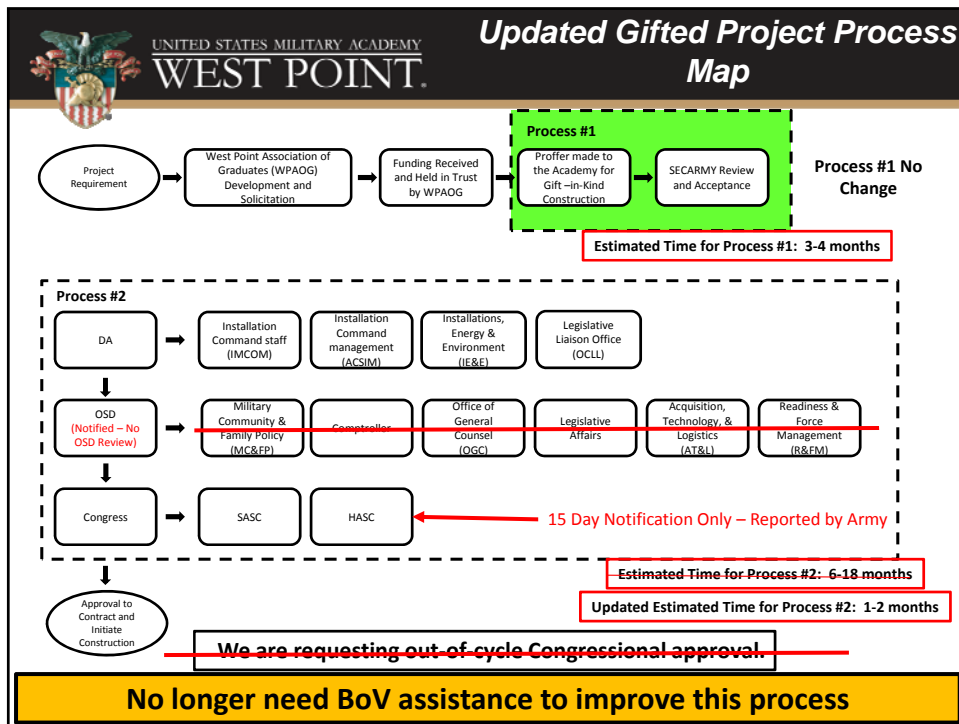 UNITED STATES MILITARY ACADEMY
WEST POINT.
Updated Gifted Project Process
Map
Process #1
Project
Requirement
West Point Association of
Graduates (WPAOG)
Development and
Solicitation
Funding Received
and Held in Trust
by WPAOG
Proffer made to
the Academy for
Gift –in-Kind
Construction
SECARMY Review
and Acceptance
Process #1 No
Change
Estimated Time for Process #1:  3-4 months
Process #2
DA
Installation
Command staff
(IMCOM)
Installation
Command
management
(ACSIM)
Installations,
Energy &
Environment
(IE&E)
Legislative
Liaison Office
(OCLL)
OSD
(Notified – No
OSD Review)
Military
Community &
Family Policy
(MC&FP)
Comptroller
Office of
General
Counsel
(OGC)
Legislative
Affairs
Acquisition,
Technology, &
Logistics
(AT&L)
Readiness &
Force
Management
(R&FM)
Congress
SASC
HASC
15 Day Notification Only – Reported by Army
Estimated Time for Process #2:  6-18 months
Updated Estimated Time for Process #2:  1-2 months
Approval to
Contract and
Initiate
Construction
We are requesting out-of-cycle Congressional approval.
No longer need BoV assistance to improve this process